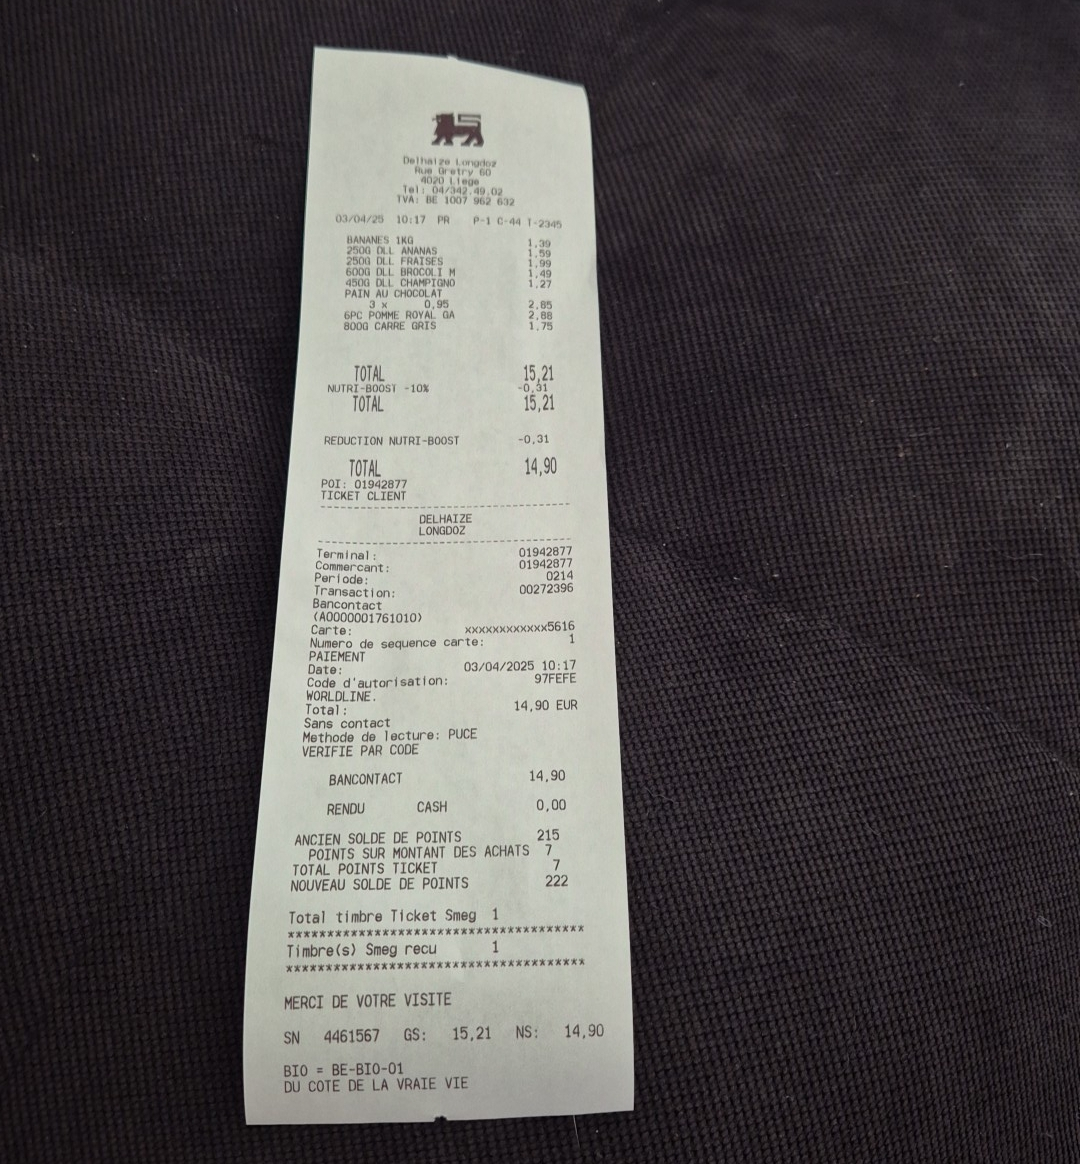 Delhaize Longdoz
Rue Gretry 60
4020 Liege
Tel: 04/342.49.02
TVA: BE 1007 962 632
03/04/25 10:17 PR P-1 C-44 T-2345
BANANES 1KG 1,39
250G DLL ANANAS 1,59
250G DLL FRAISES 1,99
600G DLL BROCOLI M 1,49
450G DLL CHAMPIGNO 1,27
PAIN AU CHOCOLAT
3 x 0,95 2,85
6PC POMME ROYAL GA 2,88
800G CARRE GRIS 1,75
TOTAL 15,21
NUTRI-BOOST -10% -0,31
TOTAL 15,21
REDUCTION NUTRI-BOOST -0,31
TOTAL 14,90
POI: 01942877
TICKET CLIENT
DELHAIZE
LONGDOZ
Terminal: 01942877
Commercant: 01942877
Periode: 0214
Transaction: 00272396
Bancontact
(A0000001761010)
Carte: xxxxxxxxxxxx5616
Numero de sequence carte: 1
PAIEMENT
Date: 03/04/2025 10:17
Code d'autorisation: 97FEFE
WORLDLINE.
Total: 14,90 EUR
Sans contact
Methode de lecture: PUCE
VERIFIE PAR CODE
BANCONTACT 14,90
RENDU CASH 0,00
ANCIEN SOLDE DE POINTS 215
POINTS SUR MONTANT DES ACHATS 7
TOTAL POINTS TICKET 7
NOUVEAU SOLDE DE POINTS 222
Total timbre Ticket Smeg 1
***************************************
Timbre(s) Smeg recu 1
***************************************
MERCI DE VOTRE VISITE
SN 4461567 GS: 15,21 NS: 14,90
BIO = BE-BIO-01
DU COTE DE LA VRAIE VIE